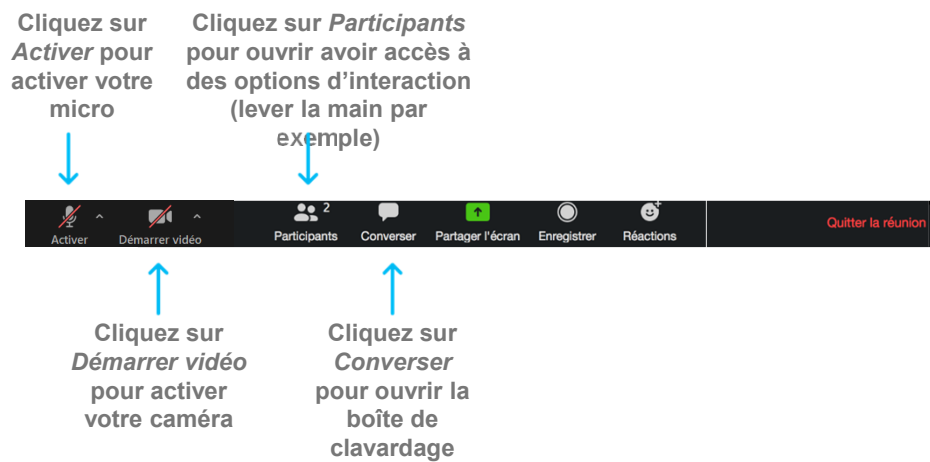 Cliquez sur
Activer pour
activer votre
micro
Cliquez sur Participants
pour ouvrir avoir accès à
des options d'interaction
(lever la main par
exemple)
Activer
Démarrer vidéo
2
Participants
Converser
Partager l'écran
Enregistrer
Réactions
Quitter la réunion
Cliquez sur
Démarrer vidéo
pour activer
votre caméra
Cliquez sur
Converser
pour ouvrir la
boîte de
clavardage